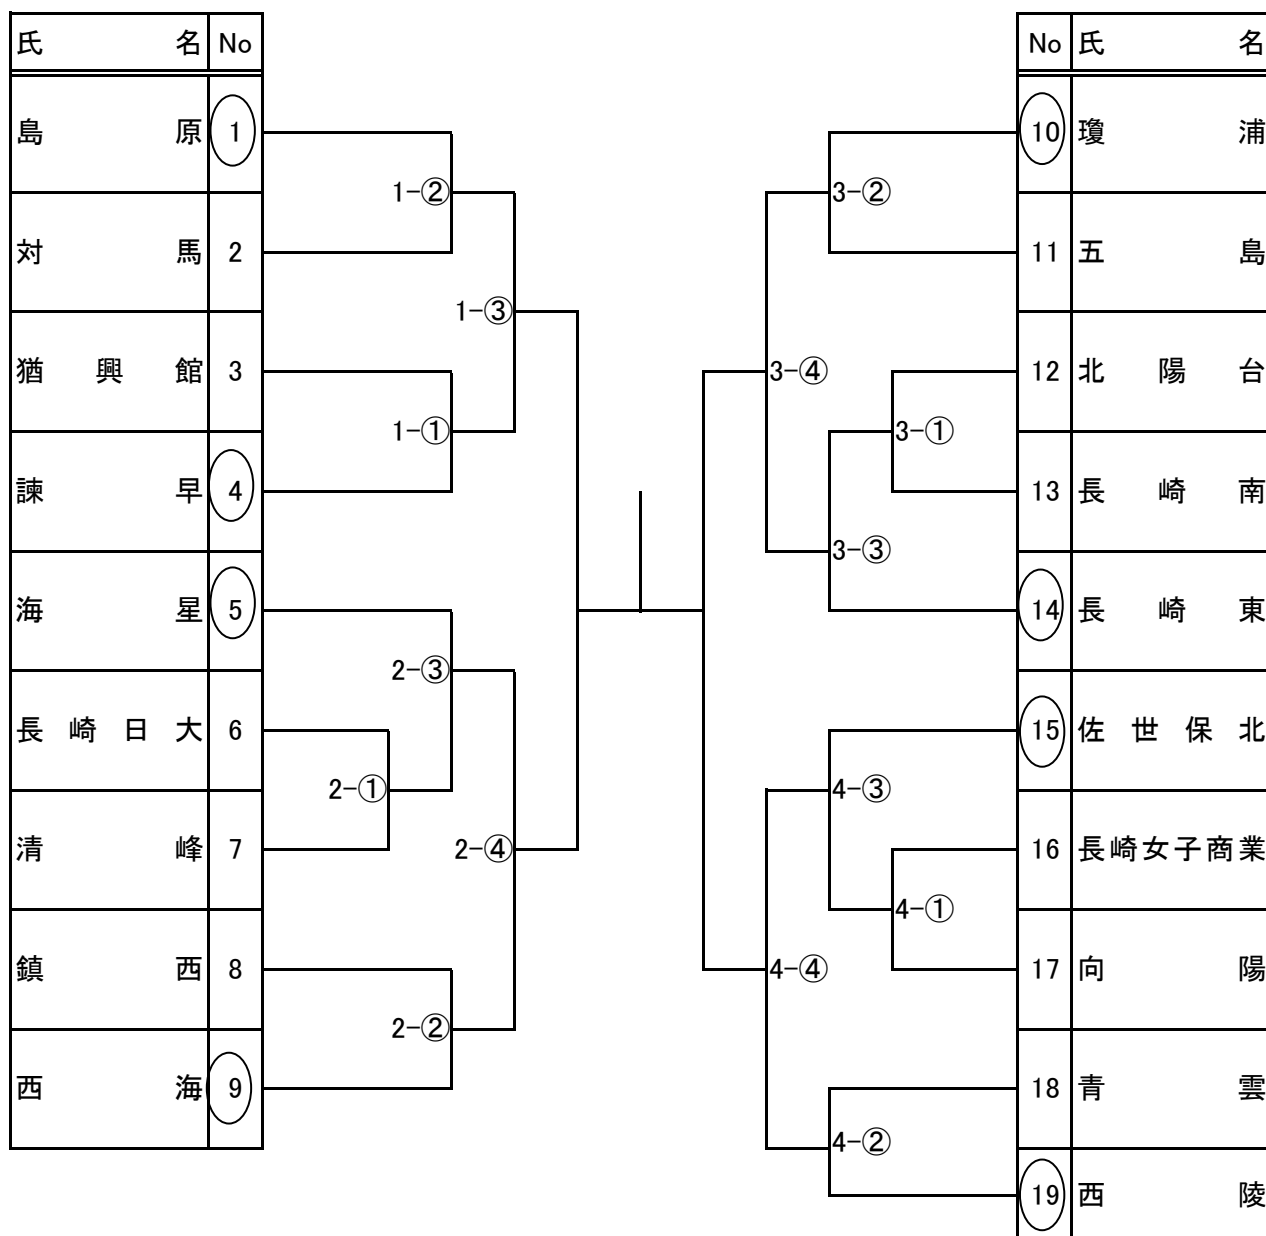 氏名 No
島原 1
対馬 2
猶興館 3
諫早 4
海星 5
長崎日大 6
清峰 7
鎮西 8
西海 9
1-②
1-③
1-①
2-③
2-①
2-④
2-②
3-②
3-④
3-①
3-③
4-③
4-①
4-④
4-②
No 氏名
10 瓊浦
11 五島
12 北陽台
13 長崎南
14 長崎東
15 佐世保北
16 長崎女子商業
17 向陽
18 青雲
19 西陵